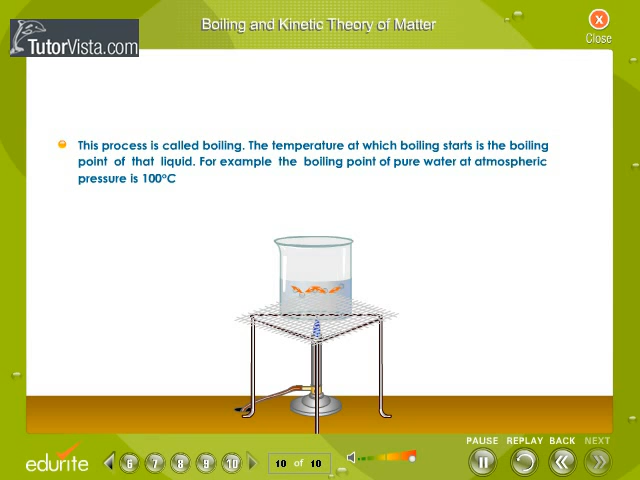 Boiling and Kinetic Theory of Matter
X
Close
TutorVista.com
This process is called boiling. The temperature at which boiling starts is the boiling
point of that liquid. For example the boiling point of pure water at atmospheric
pressure is 100°C
PAUSE REPLAY BACK NEXT
edurite
6 7 8 9 10
10 of 10